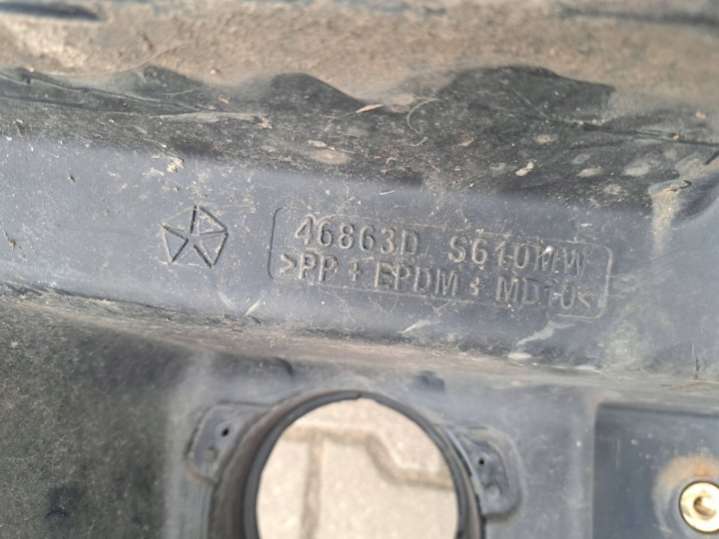 46863D S610MW
>PP + EPDM + MD10<